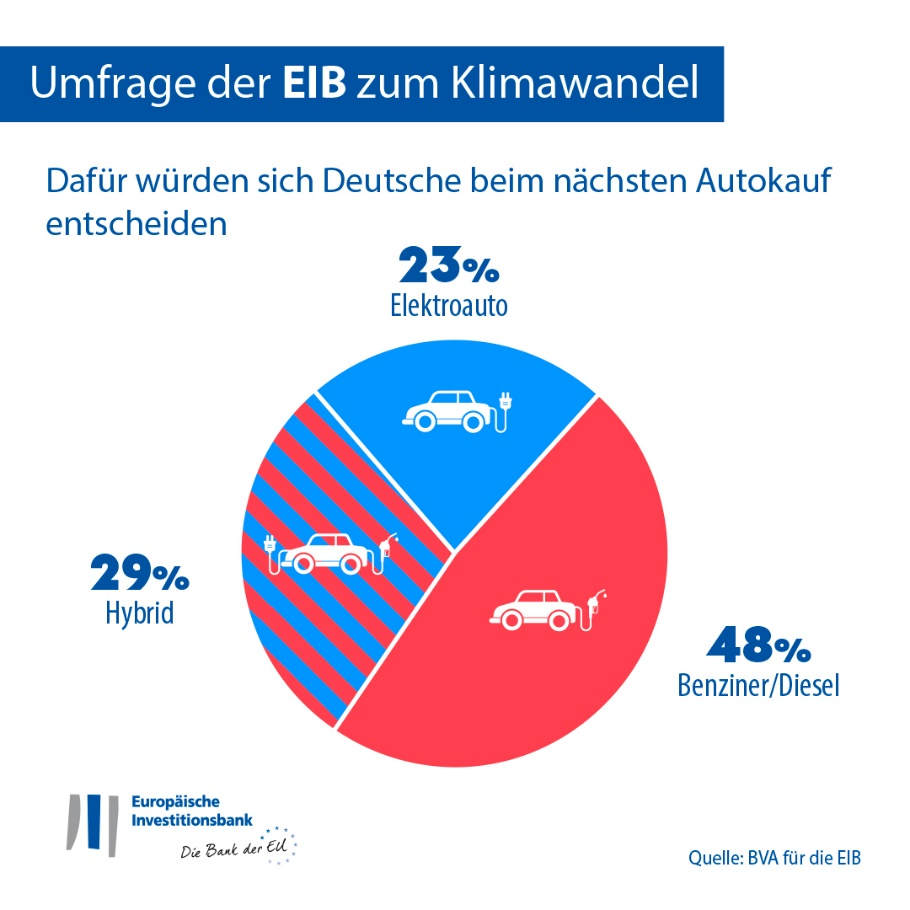 Umfrage der EIB zum Klimawandel
Dafür würden sich Deutsche beim nächsten Autokauf
entscheiden
23%
Elektroauto
29%
Hybrid
48%
Benziner/Diesel
Europäische
Investitionsbank
Die Bank der EU
Quelle: BVA für die EIB